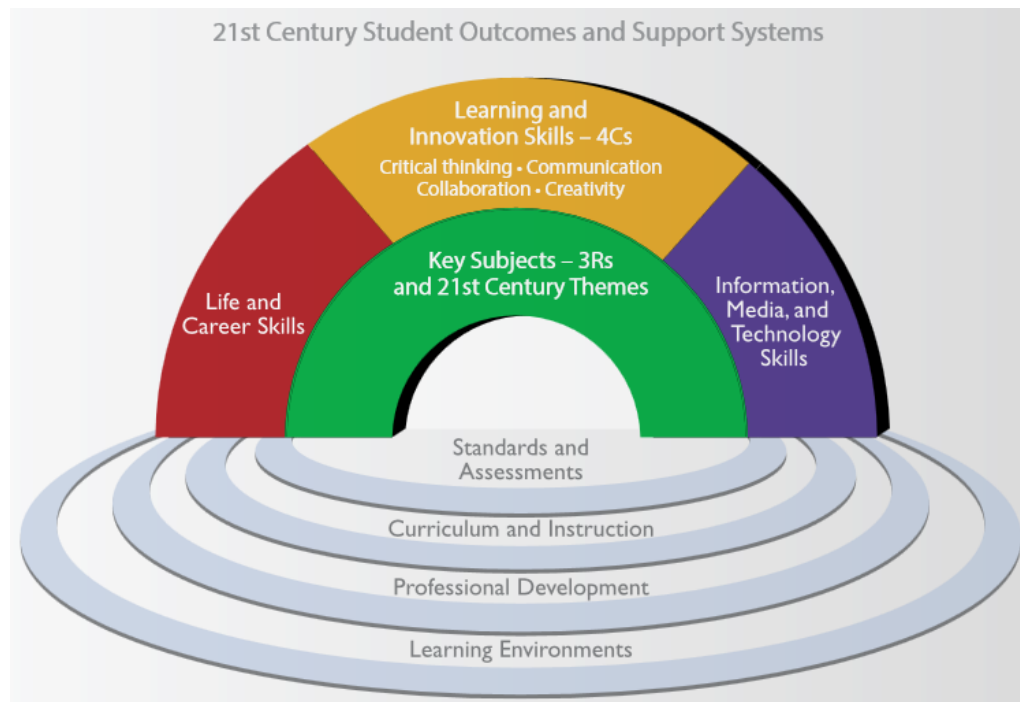 21st Century Student Outcomes and Support Systems
Learning and
Innovation Skills – 4Cs
Critical thinking • Communication
Collaboration • Creativity
Key Subjects – 3Rs
and 21st Century Themes
Life and
Career Skills
Information,
Media, and
Technology
Skills
Standards and
Assessments
Curriculum and Instruction
Professional Development
Learning Environments